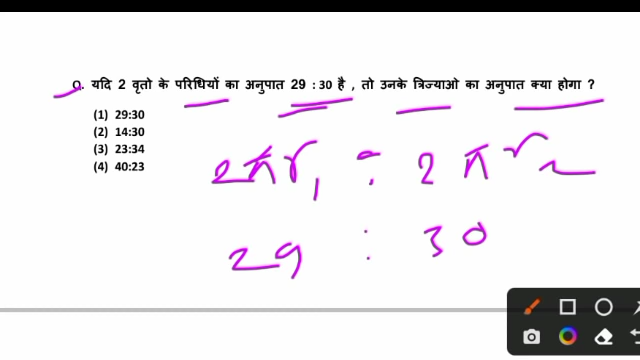 Q. यदि 2 वृतो के परिधियों का अनुपात 29 : 30 है , तो उनके त्रिज्याओ का अनुपात क्या होगा ?
(1) 29:30
(2) 14:30
(3) 23:34
(4) 40:23
2πr₁ : 2πr₂
29 : 30